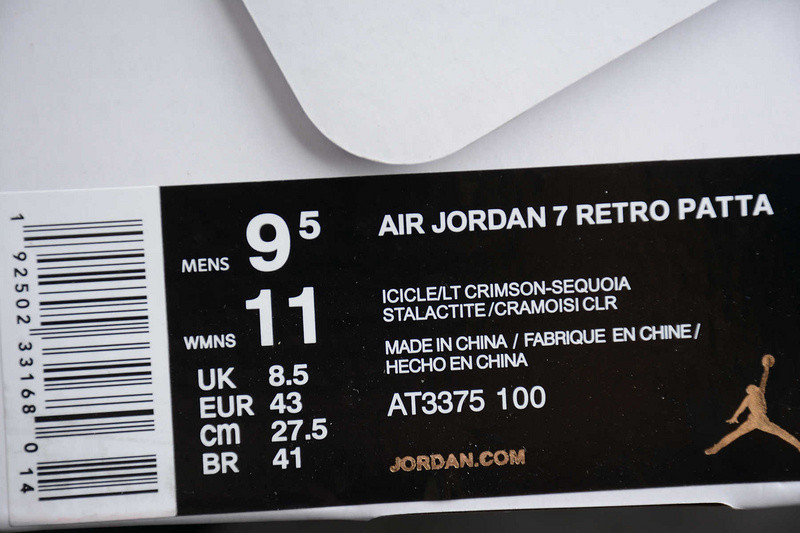 1 92502 33168 0 14
MENS 9 5
WMNS 11
UK 8.5
EUR 43
cm 27.5
BR 41
AIR JORDAN 7 RETRO PATTA
ICICLE/LT CRIMSON-SEQUOIA
STALACTITE/CRAMOISI CLR
MADE IN CHINA / FABRIQUE EN CHINE /
HECHO EN CHINA
AT3375 100
JORDAN.COM